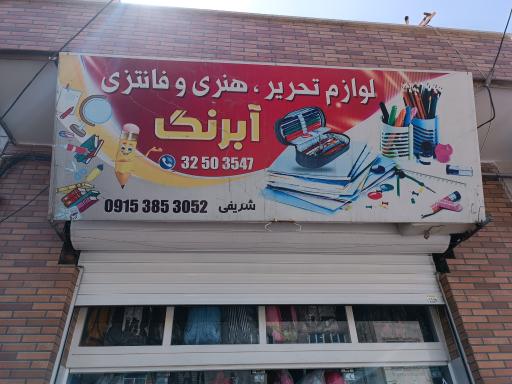 لوازم تحریر ، هنری و فانتزی
آبرنگ
32 50 3547
0915 385 3052 شریفی